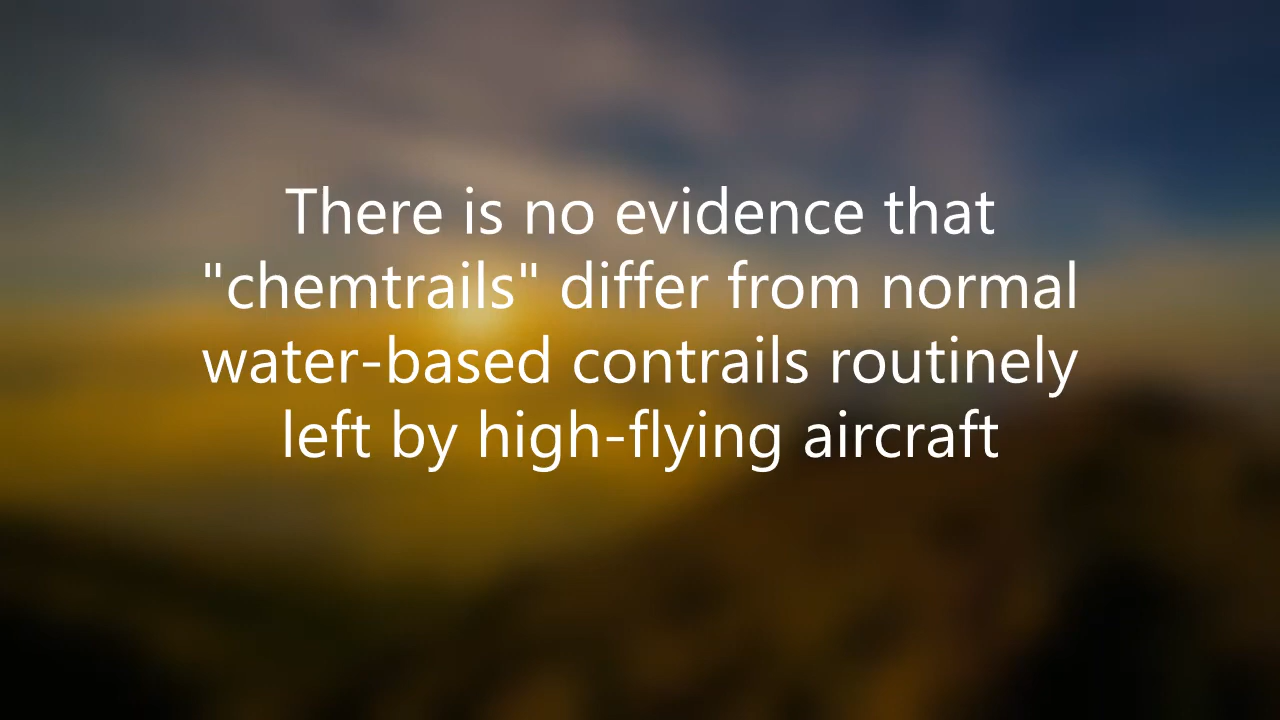 There is no evidence that
"chemtrails" differ from normal
water-based contrails routinely
left by high-flying aircraft